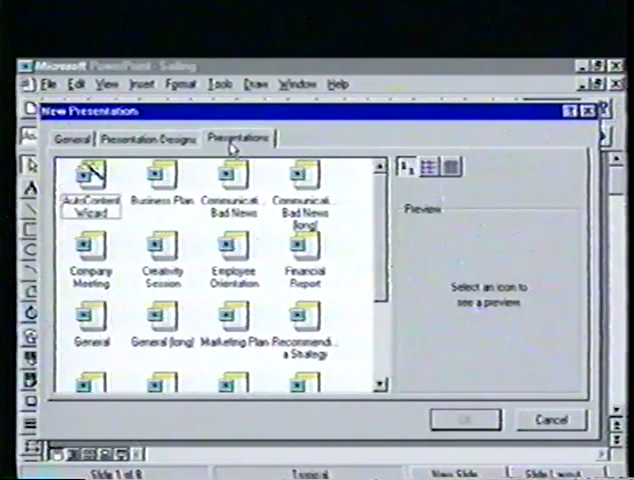 Microsoft PowerPoint - Sailing
File Edit View Insert Format Tools Draw Window Help
New Presentation
General Presentation Designs Presentations
AutoContent Wizard
Business Plan
Communicati... Bad News
Communicati... Bad News (long)
Company Meeting
Creativity Session
Employee Orientation
Financial Report
General
General (long)
Marketing Plan
Recommendi... a Strategy
Preview
Select an icon to
see a preview
OK
Cancel
Slide 1 of 8
New Slide
Slide Layout